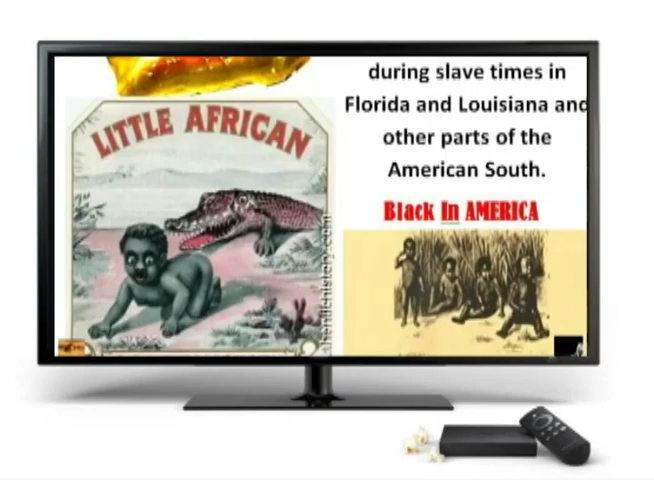 LITTLE AFRICAN
during slave times in
Florida and Louisiana and
other parts of the
American South.
Black In AMERICA